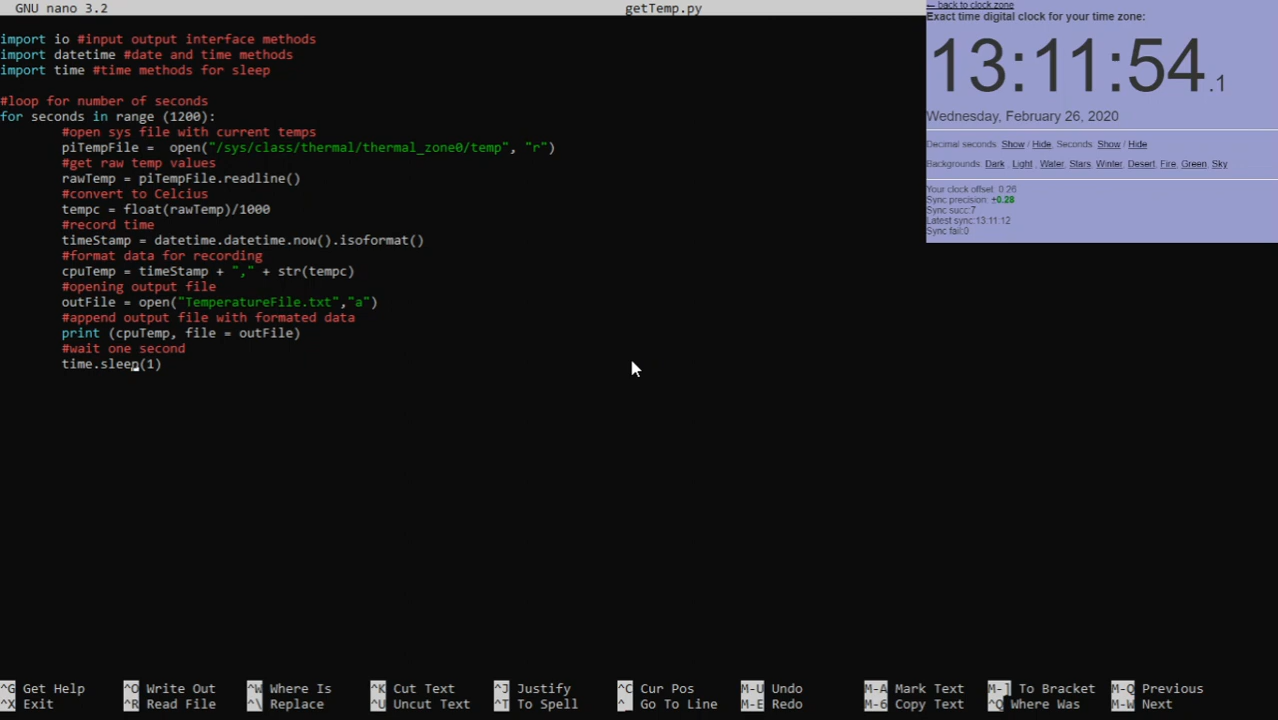 GNU nano 3.2 getTemp.py
import io #input output interface methods
import datetime #date and time methods
import time #time methods for sleep
#loop for number of seconds
for seconds in range (1200):
#open sys file with current temps
piTempFile =  open("/sys/class/thermal/thermal_zone0/temp", "r")
#get raw temp values
rawTemp = piTempFile.readline()
#convert to Celcius
tempc = float(rawTemp)/1000
#record time
timeStamp = datetime.datetime.now().isoformat()
#format data for recording
cpuTemp = timeStamp + "," + str(tempc)
#opening output file
outFile = open("TemperatureFile.txt","a")
#append output file with formated data
print (cpuTemp, file = outFile)
#wait one second
time.sleep(1)
← back to clock zone
Exact time digital clock for your time zone:
13:11:54.1
Wednesday, February 26, 2020
Decimal seconds: Show / Hide, Seconds: Show / Hide
Backgrounds: Dark , Light , Water, Stars, Winter, Desert, Fire, Green, Sky
Your clock offset: 0.26
Sync precision: ±0.28
Sync succ:7
Latest sync:13:11:12
Sync fail:0
^G Get Help ^O Write Out ^W Where Is ^K Cut Text ^J Justify ^C Cur Pos M-U Undo M-A Mark Text M-] To Bracket M-Q Previous
^X Exit ^R Read File ^\ Replace ^U Uncut Text ^T To Spell ^_ Go To Line M-E Redo M-6 Copy Text ^Q Where Was M-W Next